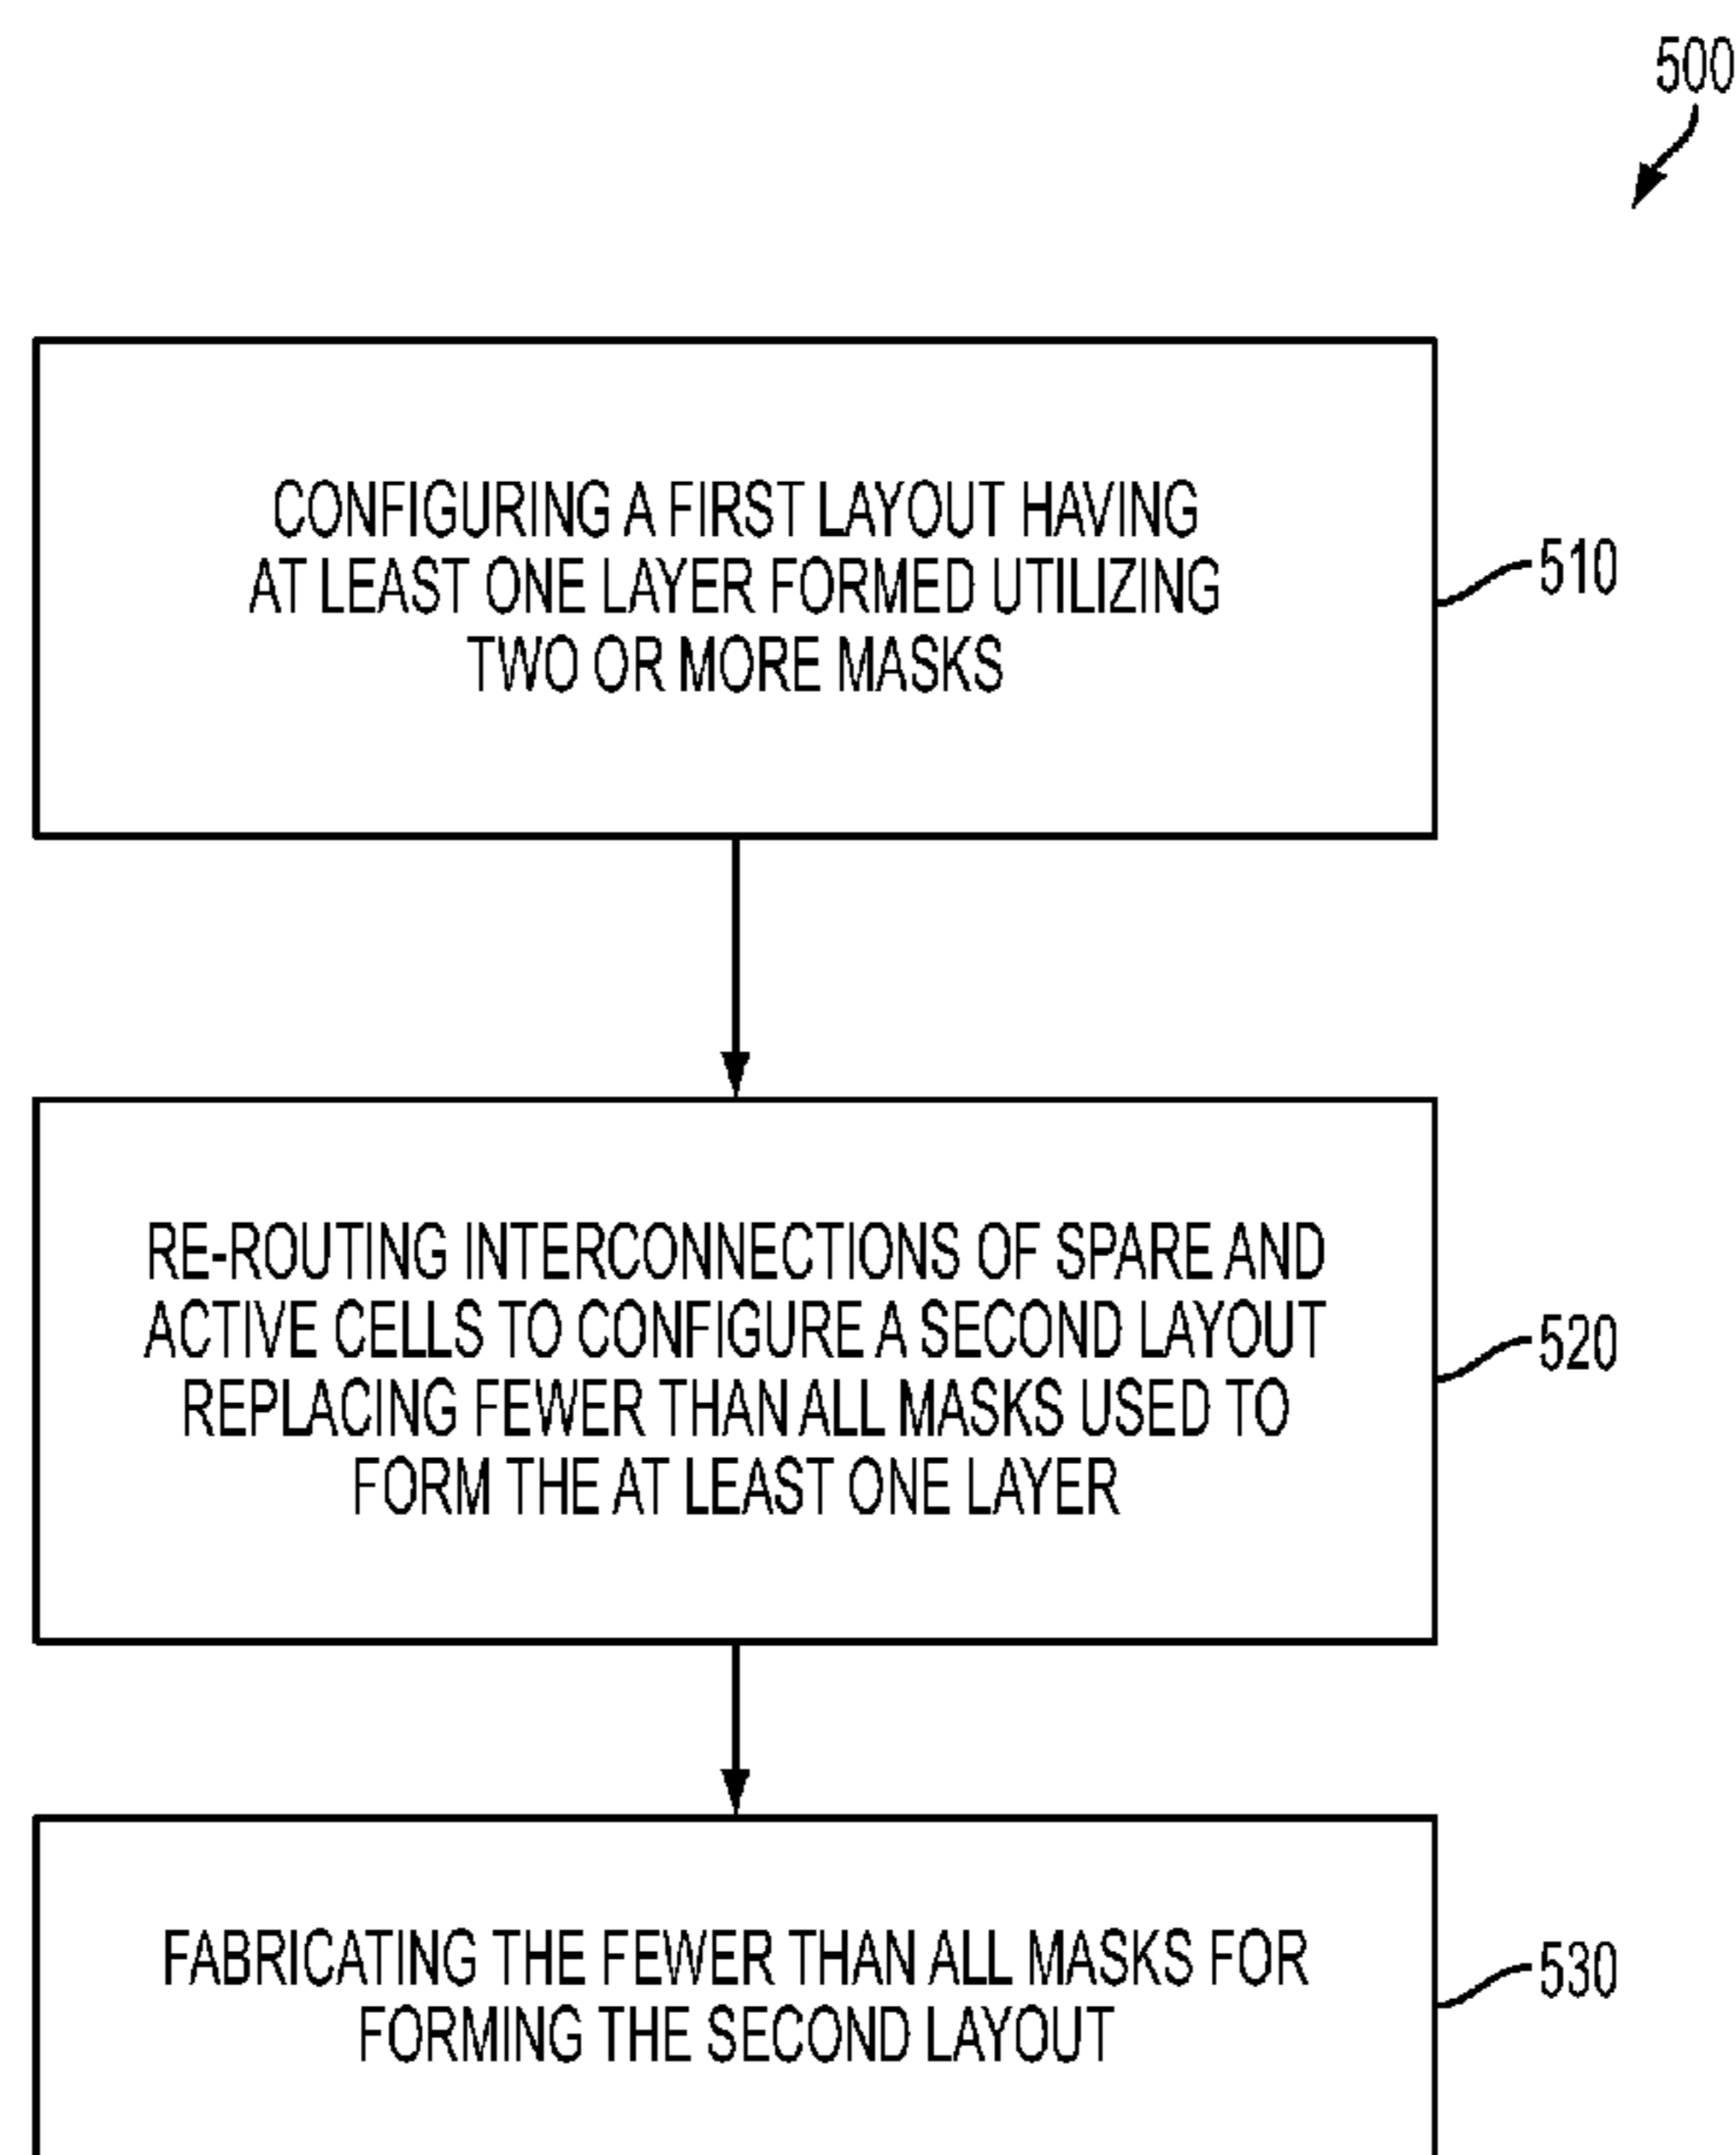 500
CONFIGURING A FIRST LAYOUT HAVING
AT LEAST ONE LAYER FORMED UTILIZING
TWO OR MORE MASKS
510
RE-ROUTING INTERCONNECTIONS OF SPARE AND
ACTIVE CELLS TO CONFIGURE A SECOND LAYOUT
REPLACING FEWER THAN ALL MASKS USED TO
FORM THE AT LEAST ONE LAYER
520
FABRICATING THE FEWER THAN ALL MASKS FOR
FORMING THE SECOND LAYOUT
530